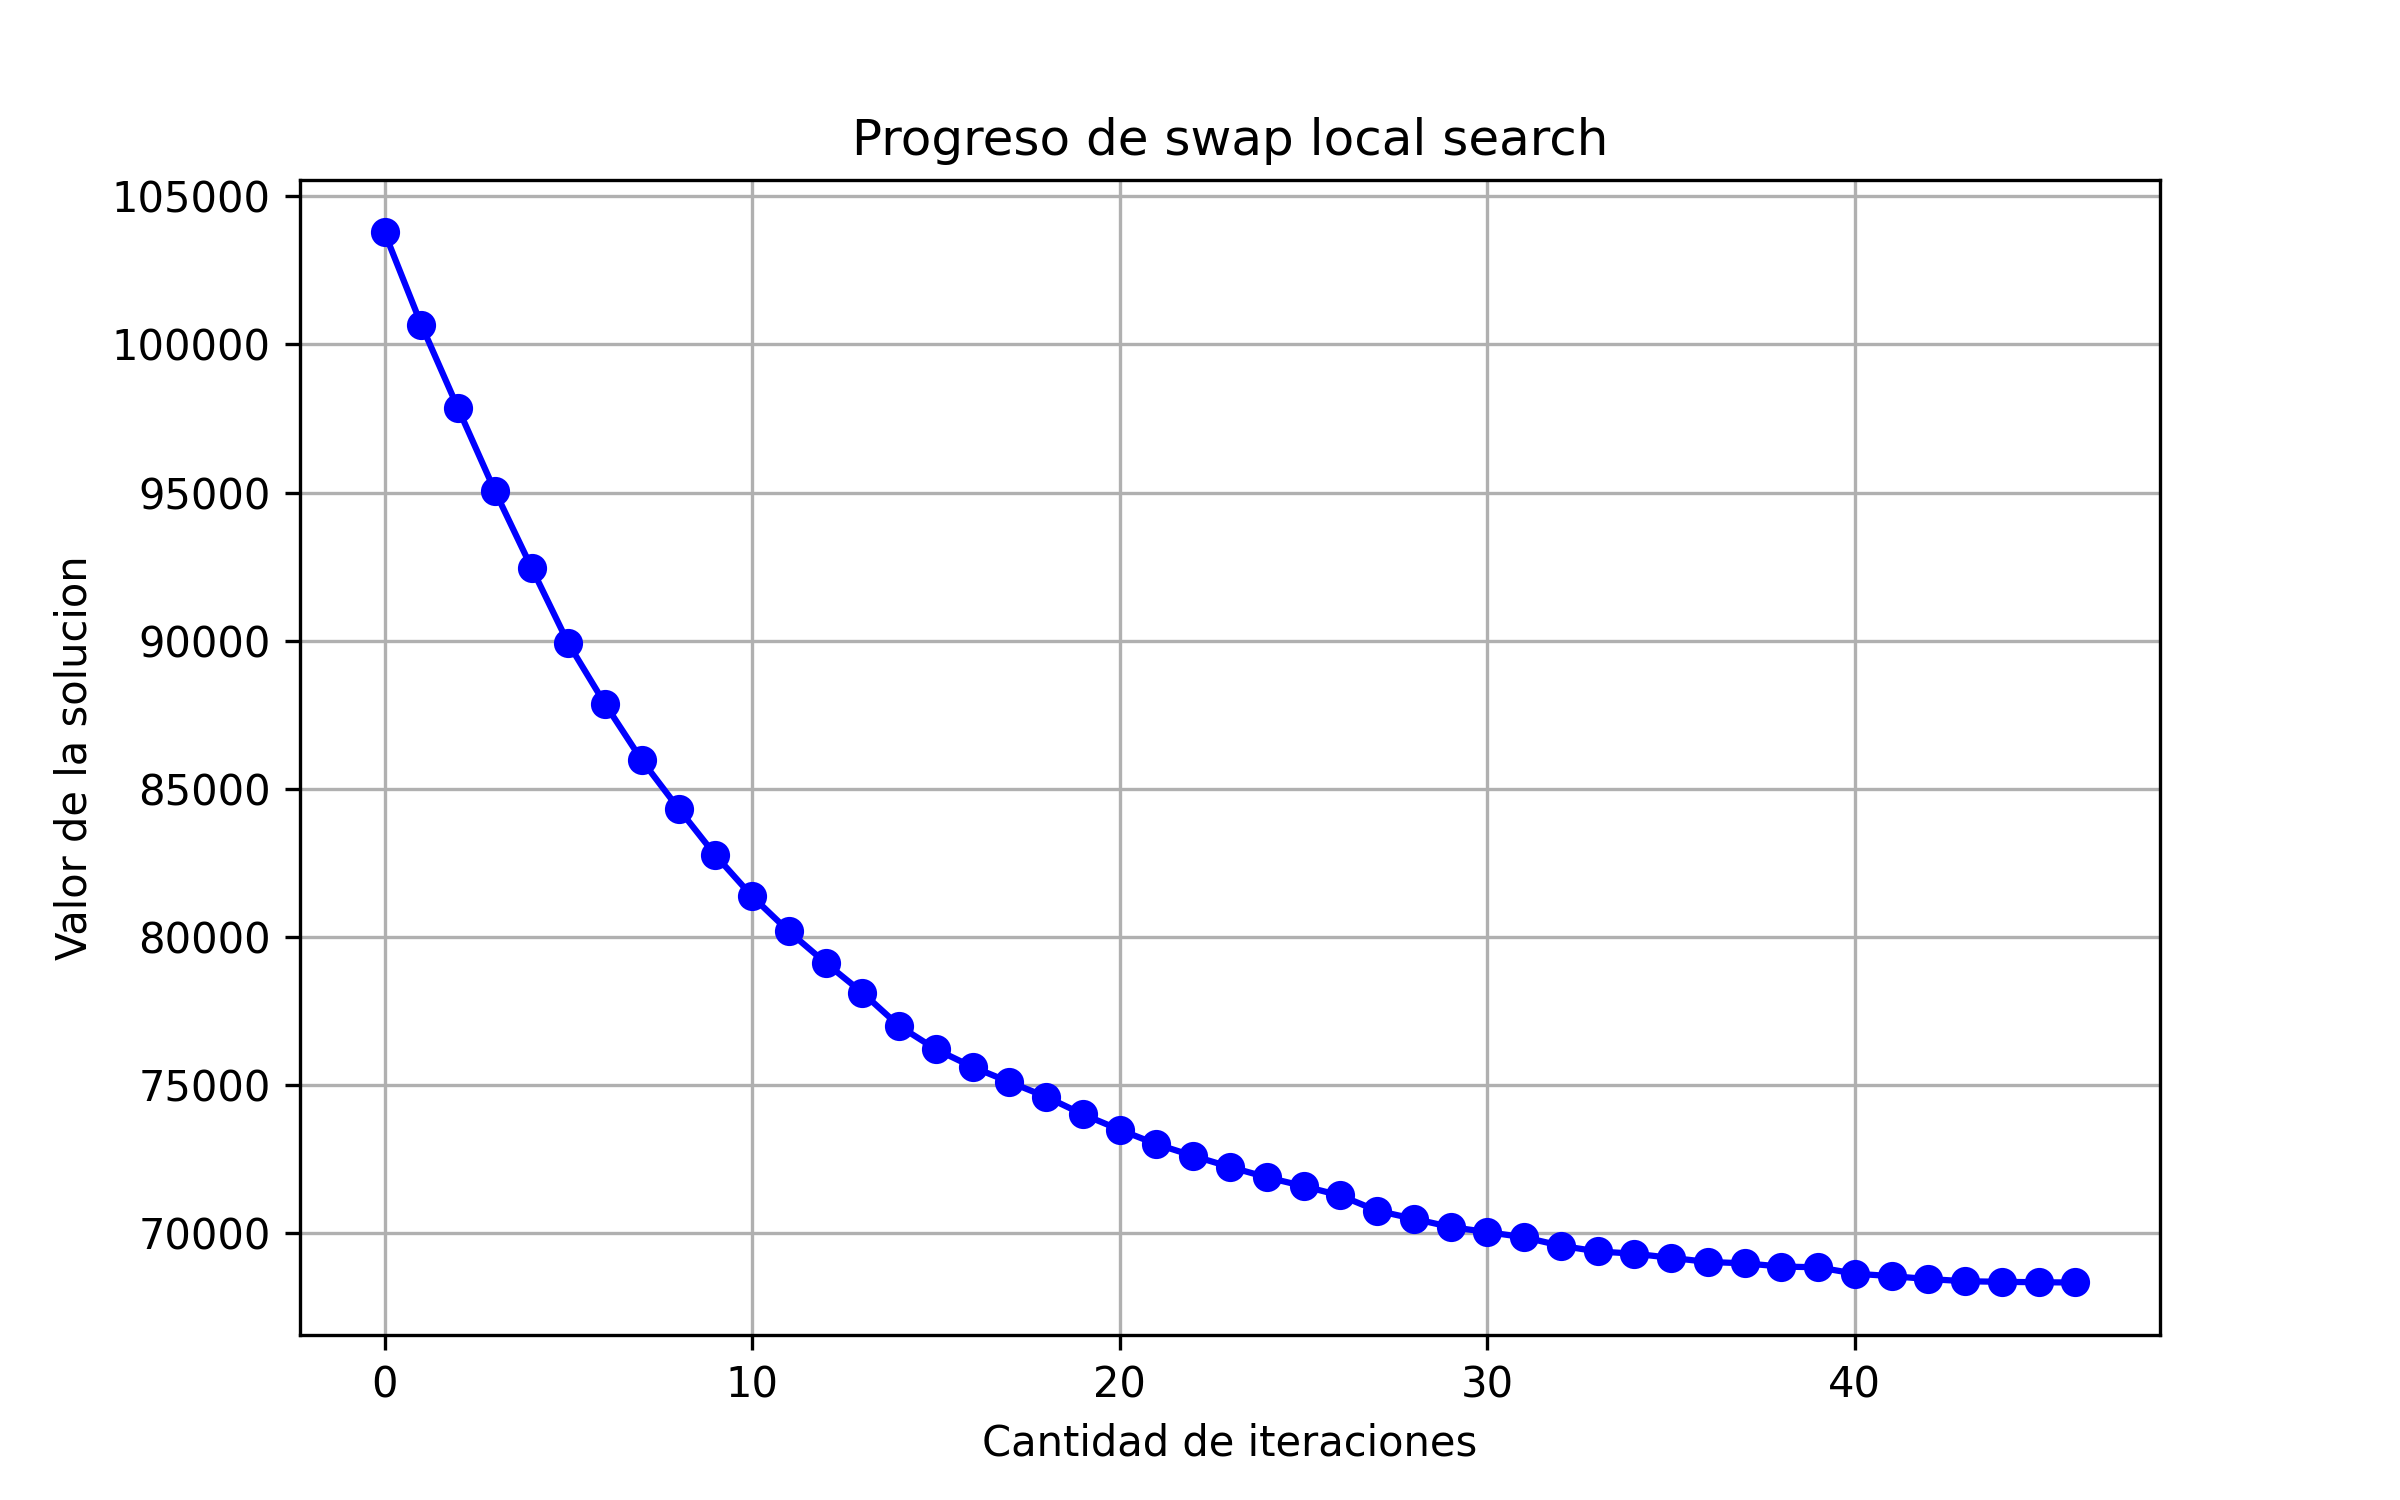 Progreso de swap local search
105000
100000
95000
90000
85000
80000
75000
70000
Valor de la solucion
0 10 20 30 40
Cantidad de iteraciones